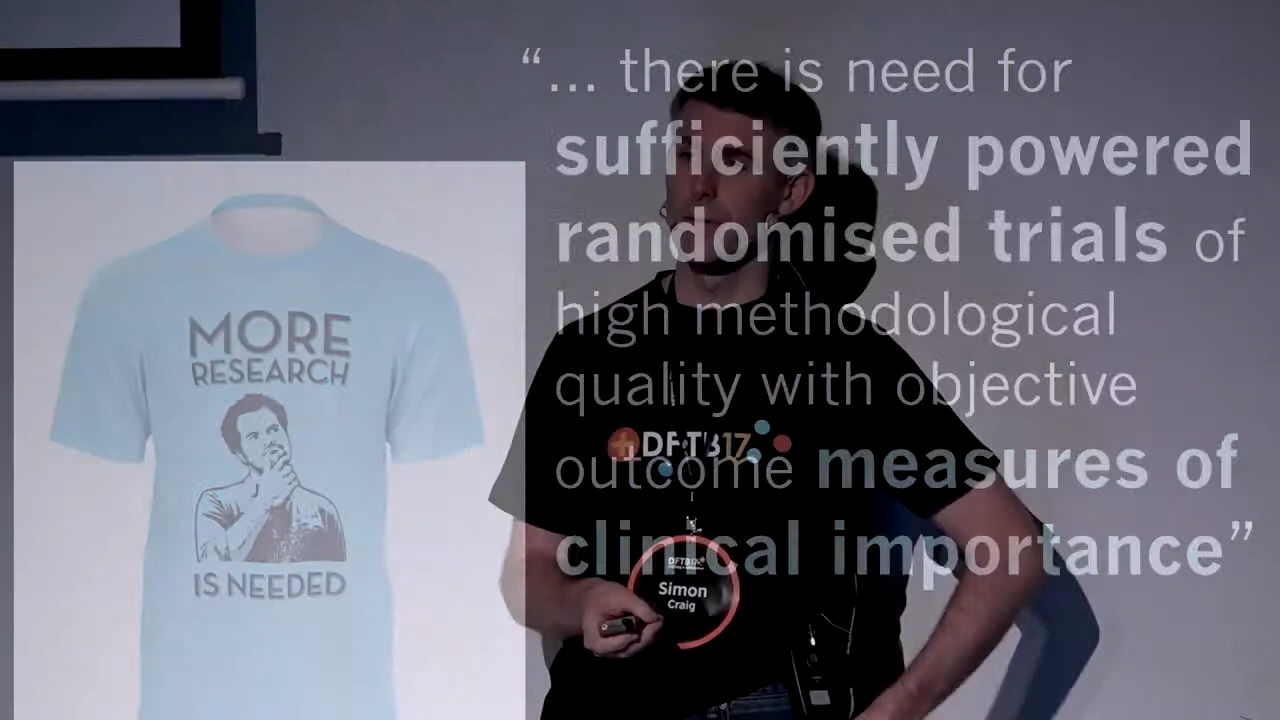 “... there is need for
sufficiently powered
randomised trials of
high methodological
quality with objective
outcome measures of
clinical importance”
MORE
RESEARCH
IS NEEDED
DFTB17
DFTB17
Simon
Craig